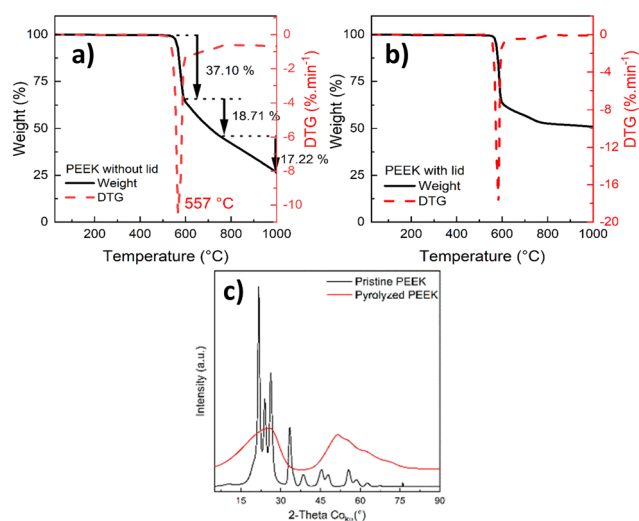 a)
100
75
50
25
0
Weight (%)
37.10 %
18.71 %
17.22 %
PEEK without lid
Weight
DTG
557 °C
0
-2
-4
-6
-8
-10
DTG (%.min⁻¹)
200 400 600 800 1000
Temperature (°C)
b)
100
75
50
25
0
Weight (%)
PEEK with lid
Weight
DTG
0
-4
-8
-12
-16
-20
DTG (%.min⁻¹)
200 400 600 800 1000
Temperature (°C)
c)
Pristine PEEK
Pyrolyzed PEEK
Intensity (a.u.)
15 30 45 60 75 90
2-Theta Co
(°)